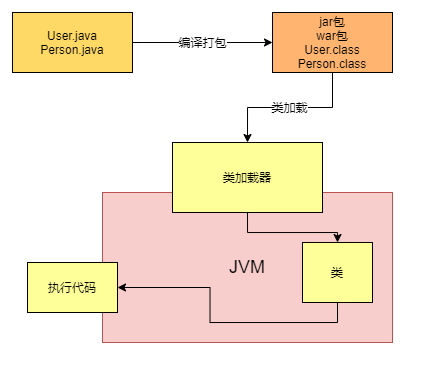 User.java
Person.java
编译打包
jar包
war包
User.class
Person.class
类加载
类加载器
JVM
类
执行代码